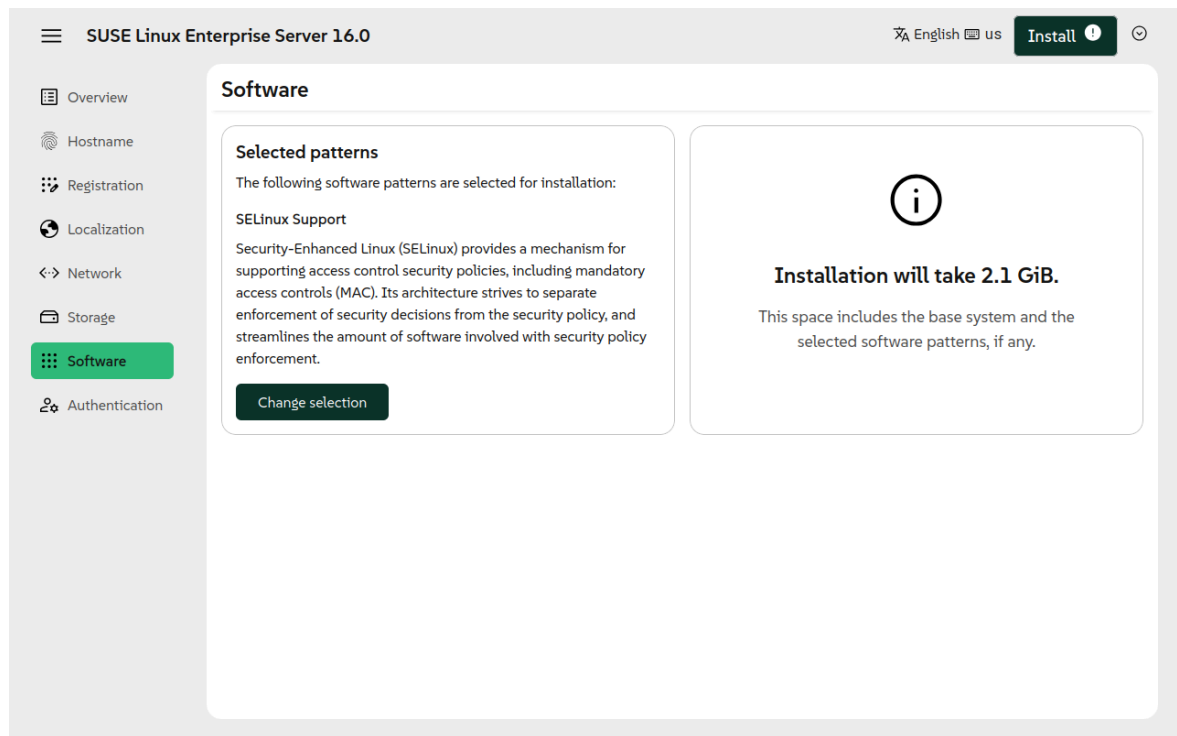 SUSE Linux Enterprise Server 16.0
English us
Install
Overview
Hostname
Registration
Localization
Network
Storage
Software
Authentication
Software
Selected patterns
The following software patterns are selected for installation:
SELinux Support
Security-Enhanced Linux (SELinux) provides a mechanism for
supporting access control security policies, including mandatory
access controls (MAC). Its architecture strives to separate
enforcement of security decisions from the security policy, and
streamlines the amount of software involved with security policy
enforcement.
Change selection
Installation will take 2.1 GiB.
This space includes the base system and the
selected software patterns, if any.